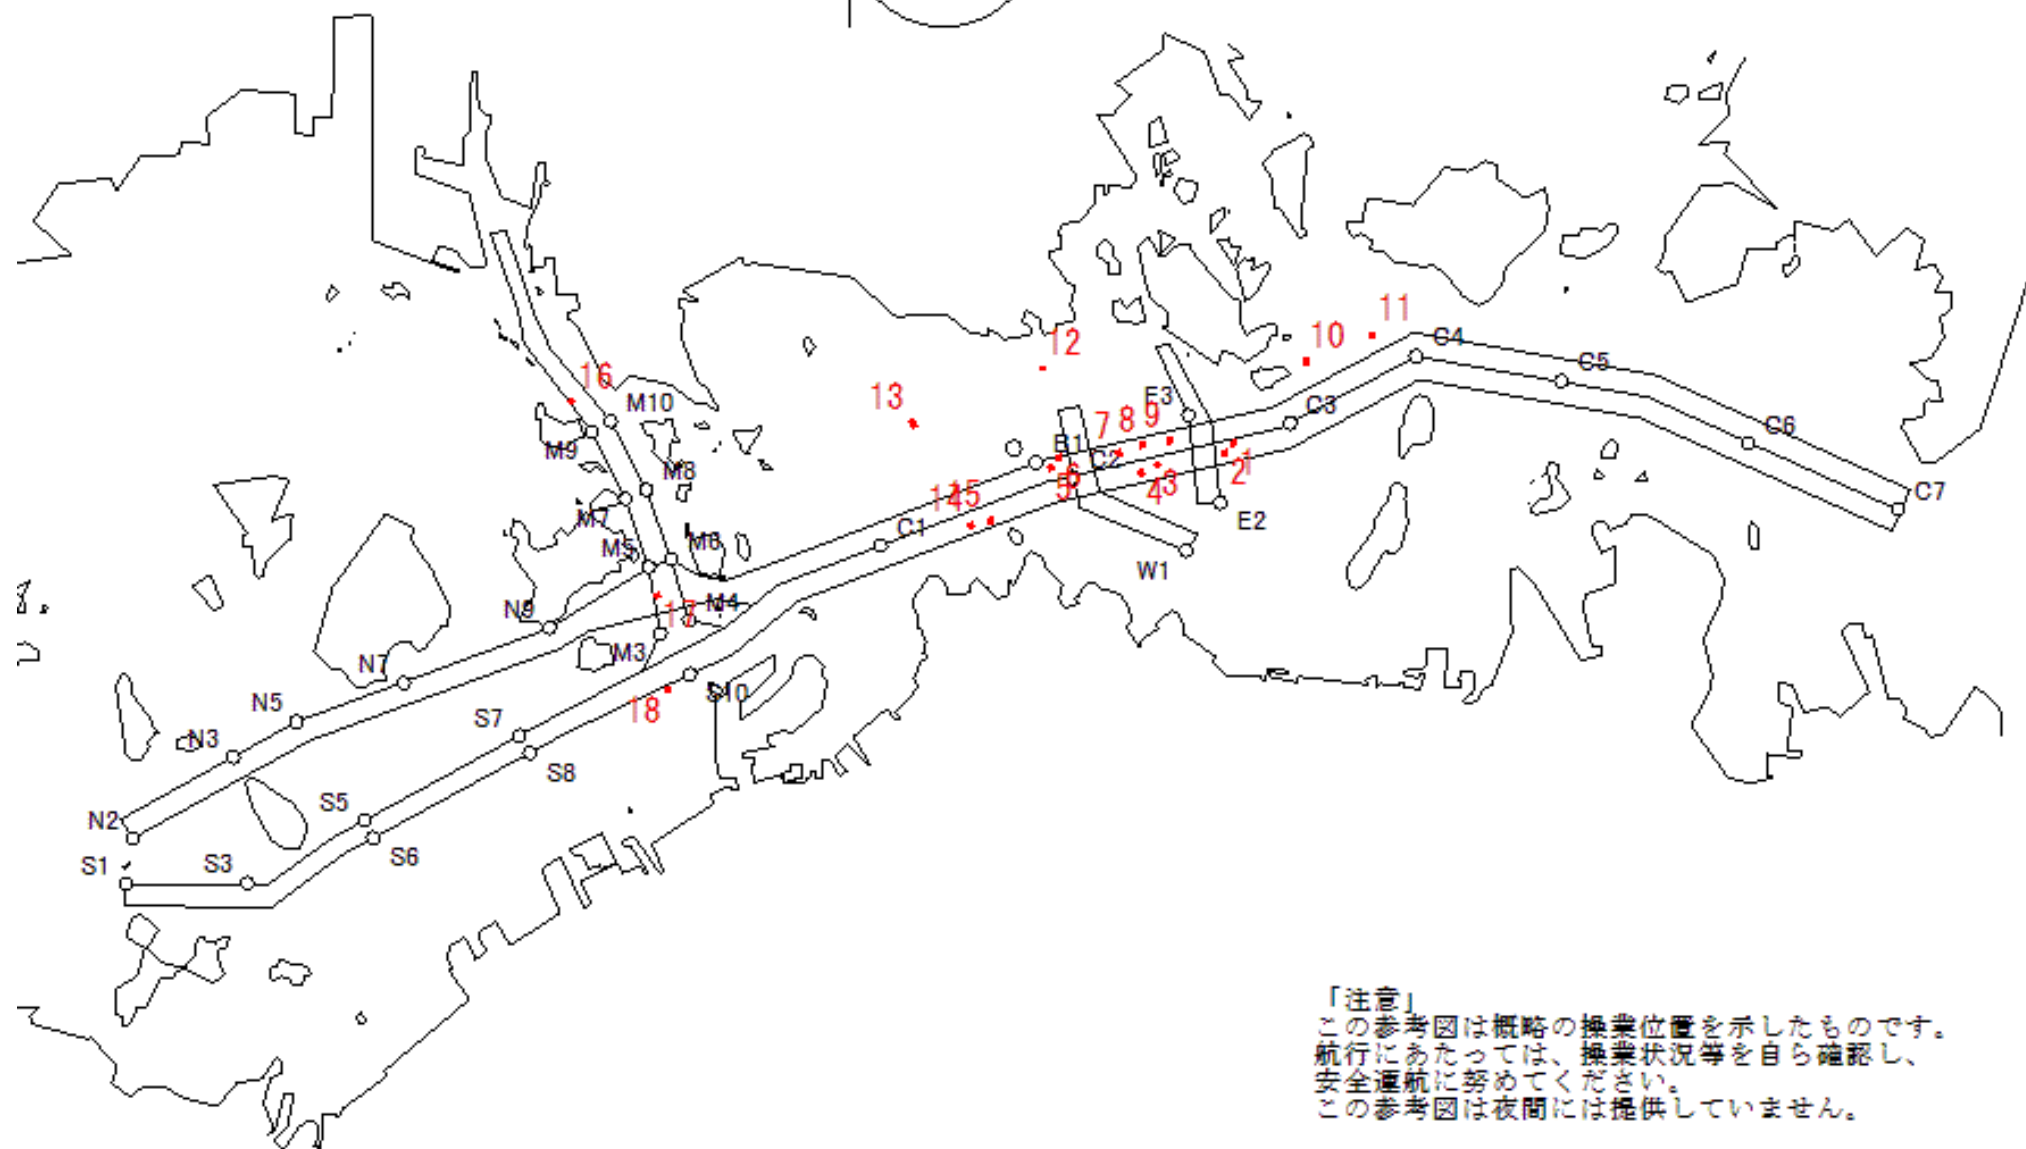 11
C4
10
12
C5
16
13
E3
C3
M10
7
8
9
C6
M9
B1
C2
1
M8
6
5
2
3
4
14
15
C7
M7
E2
C1
M5
M6
W1
N9
17
M4
M3
N7
S10
18
N5
S7
N3
S8
S5
N2
S6
S1
S3
「注意」
この参考図は概略の操業位置を示したものです。
航行にあたっては、操業状況等を自ら確認し、
安全運航に努めてください。
この参考図は夜間には提供していません。